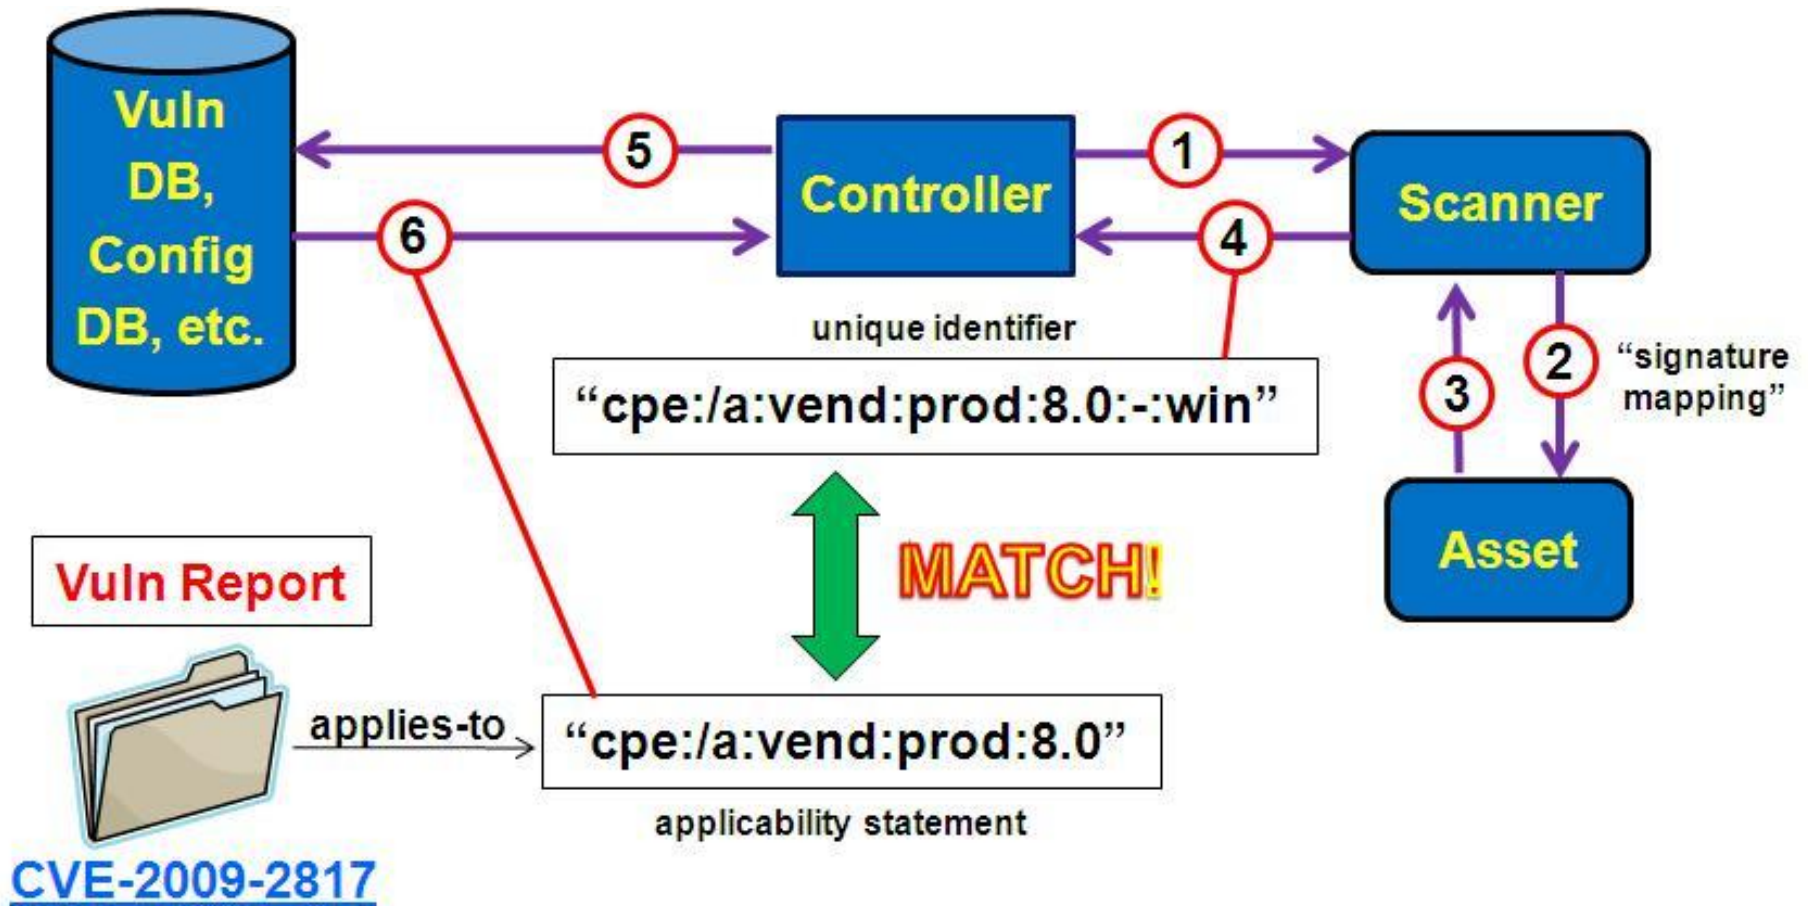 Vuln
DB,
Config
DB, etc.
5
6
Controller
1
4
Scanner
unique identifier
“cpe:/a:vend:prod:8.0:-:win”
3
2
“signature
mapping”
Asset
MATCH!
Vuln Report
applies-to
“cpe:/a:vend:prod:8.0”
applicability statement
CVE-2009-2817